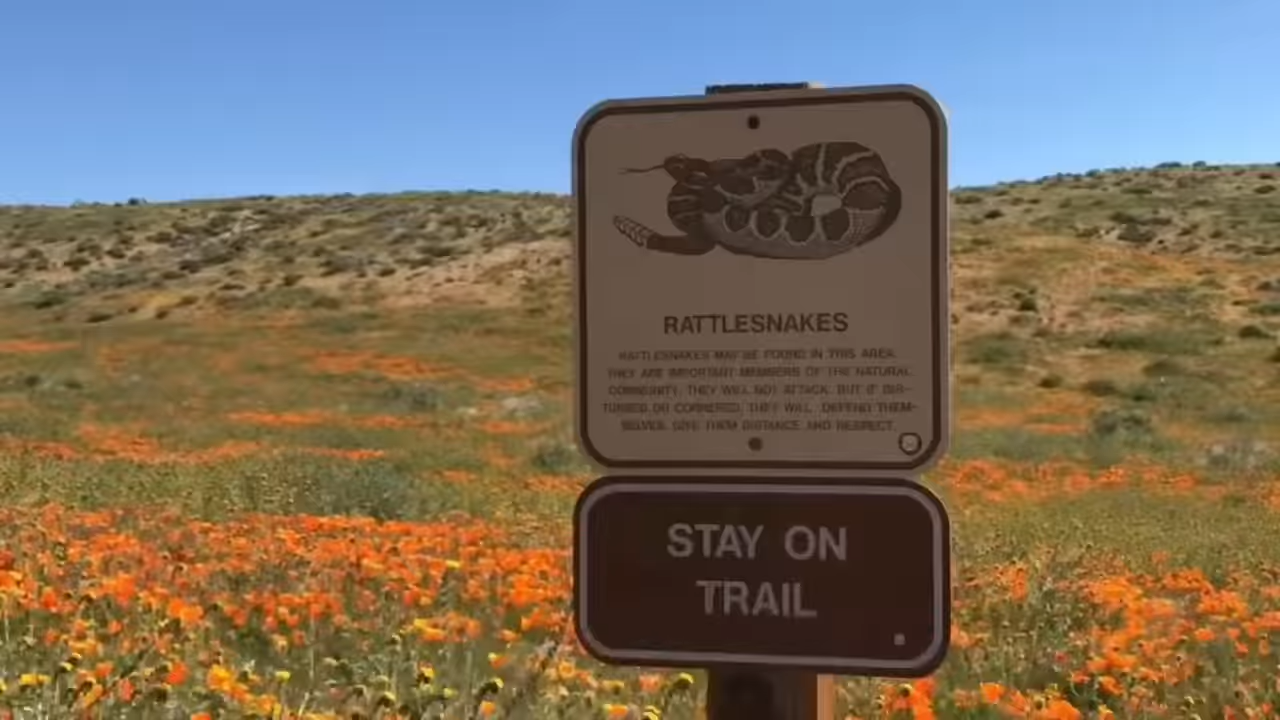 RATTLESNAKES
RATTLESNAKES MAY BE FOUND IN THIS AREA.
THEY ARE IMPORTANT MEMBERS OF THE NATURAL
COMMUNITY. THEY WILL NOT ATTACK, BUT IF DIS-
TURBED OR CORNERED, THEY WILL DEFEND THEM-
SELVES. GIVE THEM DISTANCE AND RESPECT.
STAY ON
TRAIL